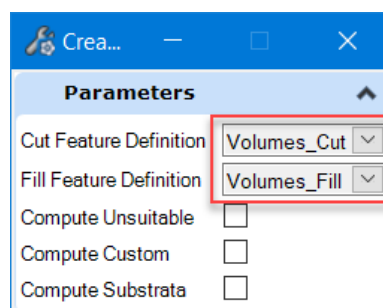 Crea...
Parameters
Cut Feature Definition Volumes_Cut
Fill Feature Definition Volumes_Fill
Compute Unsuitable
Compute Custom
Compute Substrata